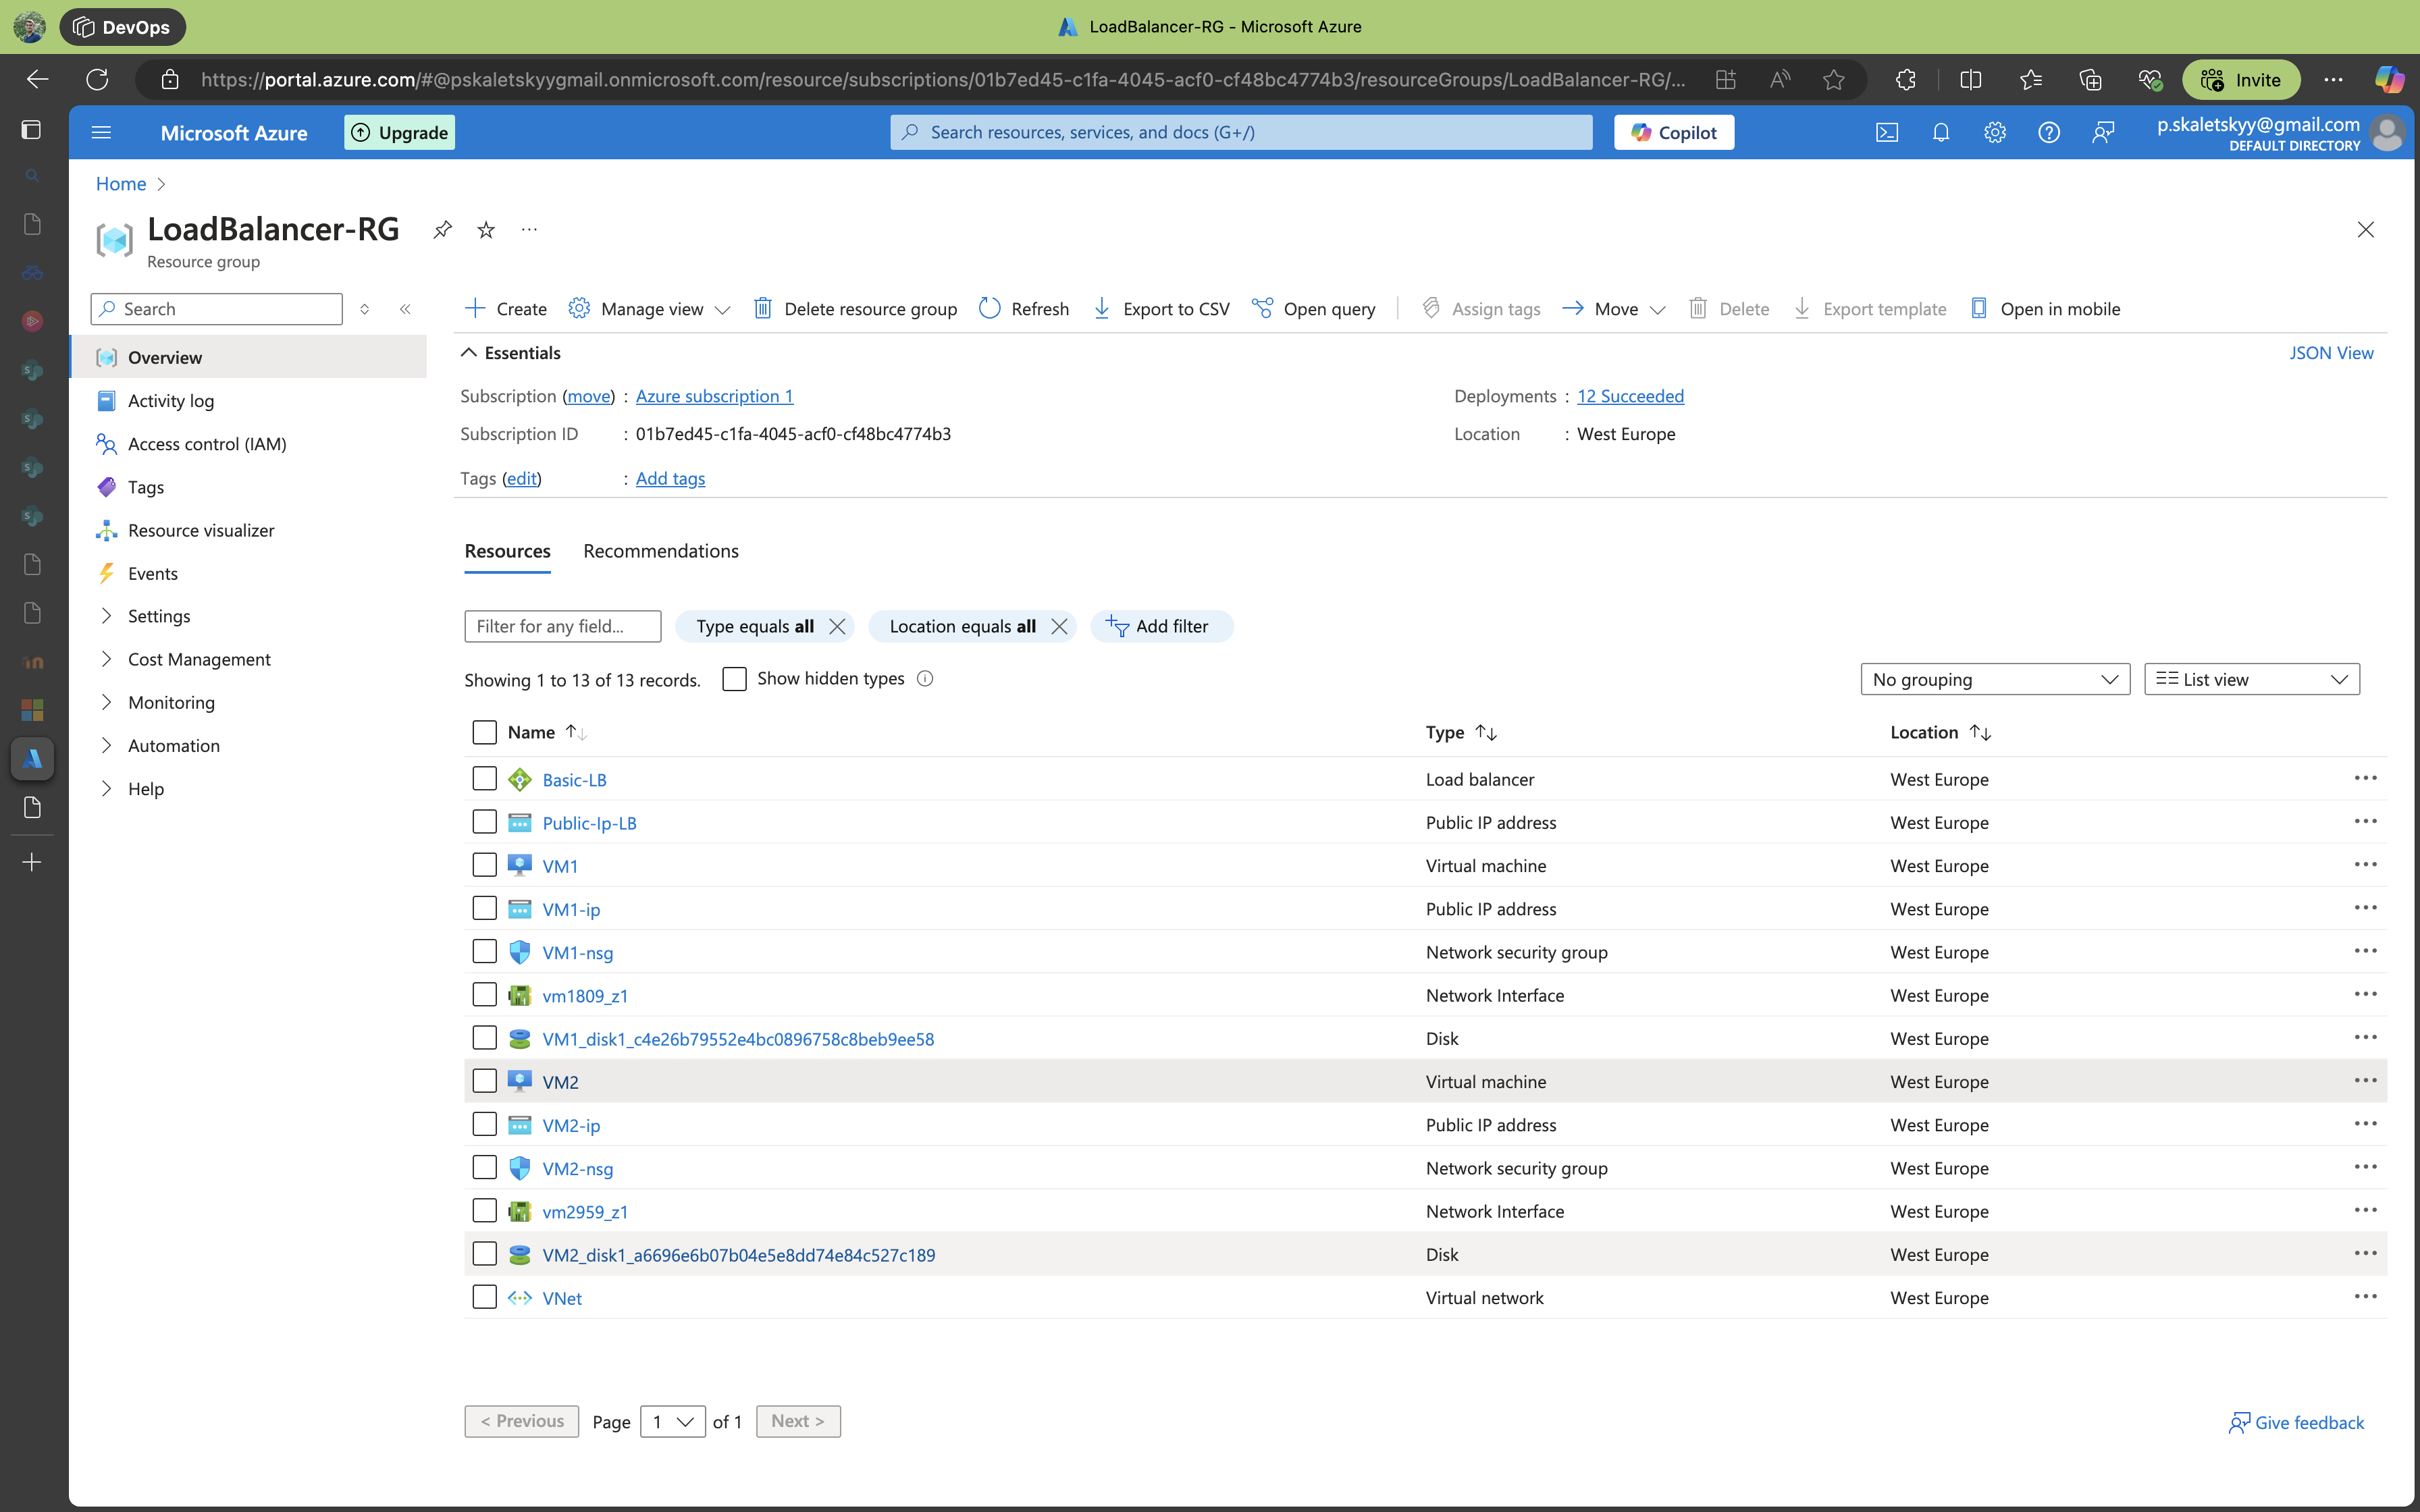 DevOps
LoadBalancer-RG - Microsoft Azure
https://portal.azure.com/#@pskaletskyygmail.onmicrosoft.com/resource/subscriptions/01b7ed45-c1fa-4045-acf0-cf48bc4774b3/resourceGroups/LoadBalancer-RG/...
Invite
Microsoft Azure
Upgrade
Search resources, services, and docs (G+/)
Copilot
p.skaletskyy@gmail.com
DEFAULT DIRECTORY
Home
LoadBalancer-RG
Resource group
Search
Create
Manage view
Delete resource group
Refresh
Export to CSV
Open query
Assign tags
Move
Delete
Export template
Open in mobile
Overview
Activity log
Access control (IAM)
Tags
Resource visualizer
Events
Settings
Cost Management
Monitoring
Automation
Help
Essentials
JSON View
Subscription (move) : Azure subscription 1
Deployments : 12 Succeeded
Subscription ID : 01b7ed45-c1fa-4045-acf0-cf48bc4774b3
Location : West Europe
Tags (edit) : Add tags
Resources
Recommendations
Filter for any field...
Type equals all
Location equals all
Add filter
Showing 1 to 13 of 13 records.
Show hidden types
No grouping
List view
Name Type Location
Basic-LB Load balancer West Europe
Public-Ip-LB Public IP address West Europe
VM1 Virtual machine West Europe
VM1-ip Public IP address West Europe
VM1-nsg Network security group West Europe
vm1809_z1 Network Interface West Europe
VM1_disk1_c4e26b79552e4bc0896758c8beb9ee58 Disk West Europe
VM2 Virtual machine West Europe
VM2-ip Public IP address West Europe
VM2-nsg Network security group West Europe
vm2959_z1 Network Interface West Europe
VM2_disk1_a6696e6b07b04e5e8dd74e84c527c189 Disk West Europe
VNet Virtual network West Europe
< Previous Page 1 of 1 Next >
Give feedback